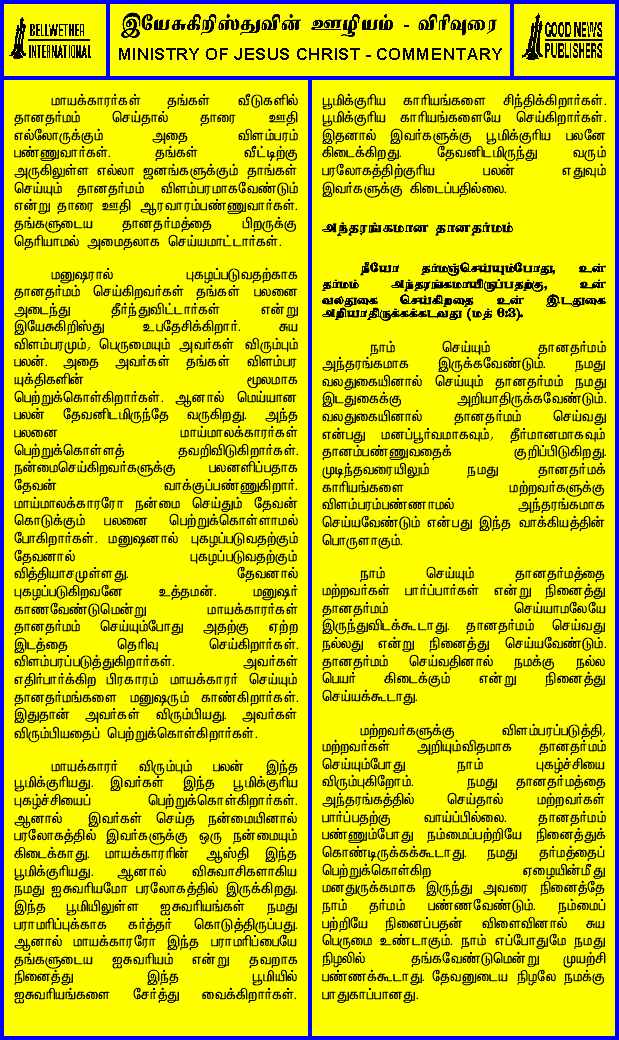 BELLWETHER
INTERNATIONAL
இயேசுகிறிஸ்துவின் ஊழியம் - விரிவுரை
MINISTRY OF JESUS CHRIST - COMMENTARY
GOOD NEWS
PUBLISHERS
மாயக்காரர்கள் தங்கள் வீடுகளில்
தானதர்மம் செய்தால் தாரை ஊதி
எல்லோருக்கும் அதை விளம்பரம்
பண்ணுவார்கள். தங்கள் வீட்டிற்கு
அருகிலுள்ள எல்லா ஜனங்களுக்கும் தாங்கள்
செய்யும் தானதர்மம் விளம்பரமாகவேண்டும்
என்று தாரை ஊதி ஆரவாரம்பண்ணுவார்கள்.
தங்களுடைய தானதர்மத்தை பிறருக்கு
தெரியாமல் அமைதலாக செய்யமாட்டார்கள்.
மனுஷரால் புகழப்படுவதற்காக
தானதர்மம் செய்கிறவர்கள் தங்கள் பலனை
அடைந்து தீர்ந்துவிட்டார்கள் என்று
இயேசுகிறிஸ்து உபதேசிக்கிறார். சுய
விளம்பரமும், பெருமையும் அவர்கள் விரும்பும்
பலன். அதை அவர்கள் தங்கள் விளம்பர
யுக்திகளின் மூலமாக
பெற்றுக்கொள்கிறார்கள். ஆனால் மெய்யான
பலன் தேவனிடமிருந்தே வருகிறது. அந்த
பலனை மாய்மாலக்காரர்கள்
பெற்றுக்கொள்ளத் தவறிவிடுகிறார்கள்.
நன்மைசெய்கிறவர்களுக்கு பலனளிப்பதாக
தேவன் வாக்குப்பண்ணுகிறார்.
மாய்மாலக்காரரோ நன்மை செய்தும் தேவன்
கொடுக்கும் பலனை பெற்றுக்கொள்ளாமல்
போகிறார்கள். மனுஷனால் புகழப்படுவதற்கும்
தேவனால் புகழப்படுவதற்கும்
வித்தியாசமுள்ளது. தேவனால்
புகழப்படுகிறவனே உத்தமன். மனுஷர்
காணவேண்டுமென்று மாயக்காரர்கள்
தானதர்மம் செய்யும்போது அதற்கு ஏற்ற
இடத்தை தெரிவு செய்கிறார்கள்.
விளம்பரப்படுத்துகிறார்கள். அவர்கள்
எதிர்பார்க்கிற பிரகாரம் மாயக்காரர் செய்யும்
தானதர்மங்களை மனுஷரும் காண்கிறார்கள்.
இதுதான் அவர்கள் விரும்பியது. அவர்கள்
விரும்பியதைப் பெற்றுக்கொள்கிறார்கள்.
மாயக்காரர் விரும்பும் பலன் இந்த
பூமிக்குரியது. இவர்கள் இந்த பூமிக்குரிய
புகழ்ச்சியைப் பெற்றுக்கொள்கிறார்கள்.
ஆனால் இவர்கள் செய்த நன்மையினால்
பரலோகத்தில் இவர்களுக்கு ஒரு நன்மையும்
கிடைக்காது. மாயக்காரரின் ஆஸ்தி இந்த
பூமிக்குரியது. ஆனால் விசுவாசிகளாகிய
நமது ஐசுவரியமோ பரலோகத்தில் இருக்கிறது.
இந்த பூமியிலுள்ள ஐசுவரியங்கள் நமது
பராமரிப்புக்காக கர்த்தர் கொடுத்திருப்பது.
ஆனால் மாயக்காரரோ இந்த பராமரிப்பையே
தங்களுடைய ஐசுவரியம் என்று தவறாக
நினைத்து இந்த பூமியில்
ஐசுவரியங்களை சேர்த்து வைக்கிறார்கள்.
பூமிக்குரிய காரியங்களை சிந்திக்கிறார்கள்.
பூமிக்குரிய காரியங்களையே செய்கிறார்கள்.
இதனால் இவர்களுக்கு பூமிக்குரிய பலனே
கிடைக்கிறது. தேவனிடமிருந்து வரும்
பரலோகத்திற்குரிய பலன் எதுவும்
இவர்களுக்கு கிடைப்பதில்லை.
அந்தரங்கமான தானதர்மம்
நீயோ தர்மஞ்செய்யும்போது, உன்
தர்மம் அந்தரங்கமாயிருப்பதற்கு, உன்
வலதுகை செய்கிறதை உன் இடதுகை
அறியாதிருக்கக்கடவது (மத் 6:3).
நாம் செய்யும் தானதர்மம்
அந்தரங்கமாக இருக்கவேண்டும். நமது
வலதுகையினால் செய்யும் தானதர்மம் நமது
இடதுகைக்கு அறியாதிருக்கவேண்டும்.
வலதுகையினால் தானதர்மம் செய்வது
என்பது மனப்பூர்வமாகவும், தீர்மானமாகவும்
தானம்பண்ணுவதைக் குறிப்பிடுகிறது.
முடிந்தவரையிலும் நமது தானதர்மக்
காரியங்களை மற்றவர்களுக்கு
விளம்பரம்பண்ணாமல் அந்தரங்கமாக
செய்யவேண்டும் என்பது இந்த வாக்கியத்தின்
பொருளாகும்.
நாம் செய்யும் தானதர்மத்தை
மற்றவர்கள் பார்ப்பார்கள் என்று நினைத்து
தானதர்மம் செய்யாமலேயே
இருந்துவிடக்கூடாது. தானதர்மம் செய்வது
நல்லது என்று நினைத்து செய்யவேண்டும்.
தானதர்மம் செய்வதினால் நமக்கு நல்ல
பெயர் கிடைக்கும் என்று நினைத்து
செய்யக்கூடாது.
மற்றவர்களுக்கு விளம்பரப்படுத்தி,
மற்றவர்கள் அறியும்விதமாக தானதர்மம்
செய்யும்போது நாம் புகழ்ச்சியை
விரும்புகிறோம். நமது தானதர்மத்தை
அந்தரங்கத்தில் செய்தால் மற்றவர்கள்
பார்ப்பதற்கு வாய்ப்பில்லை. தானதர்மம்
பண்ணும்போது நம்மைப்பற்றியே நினைத்துக்
கொண்டிருக்கக்கூடாது. நமது தர்மத்தைப்
பெற்றுக்கொள்கிற ஏழையின்மீது
மனதுருக்கமாக இருந்து அவரை நினைத்தே
நாம் தர்மம் பண்ணவேண்டும். நம்மைப்
பற்றியே நினைப்பதன் விளைவினால் சுய
பெருமை உண்டாகும். நாம் எப்போதுமே நமது
நிழலில் தங்கவேண்டுமென்று முயற்சி
பண்ணக்கூடாது. தேவனுடைய நிழலே நமக்கு
பாதுகாப்பானது.